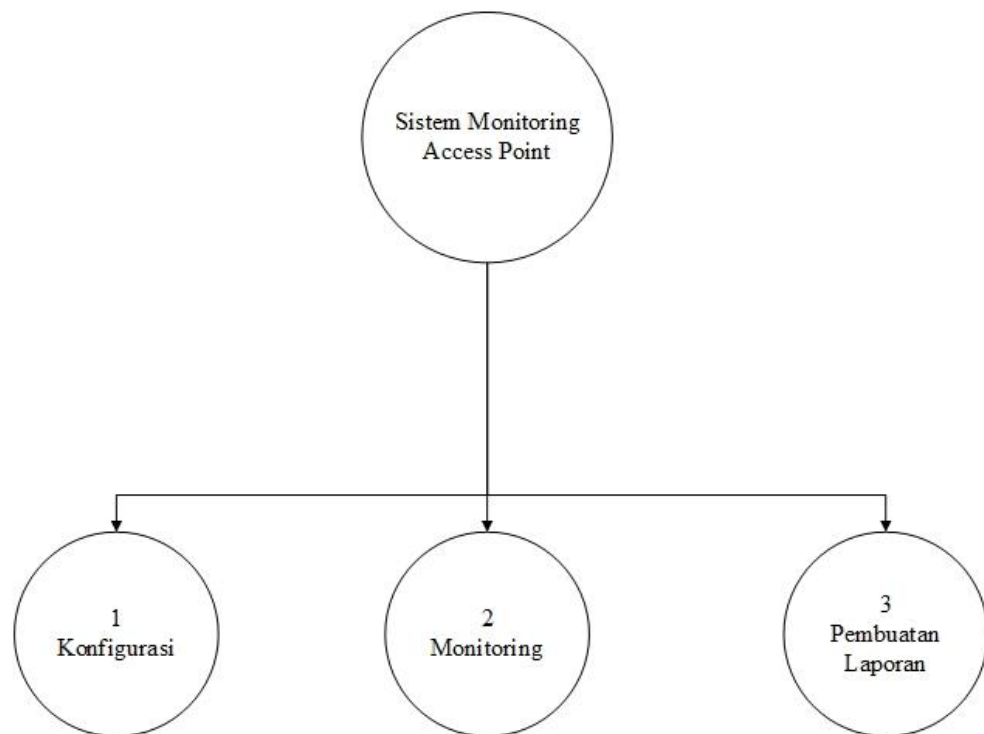 Sistem Monitoring
Access Point
1
Konfigurasi
2
Monitoring
3
Pembuatan
Laporan